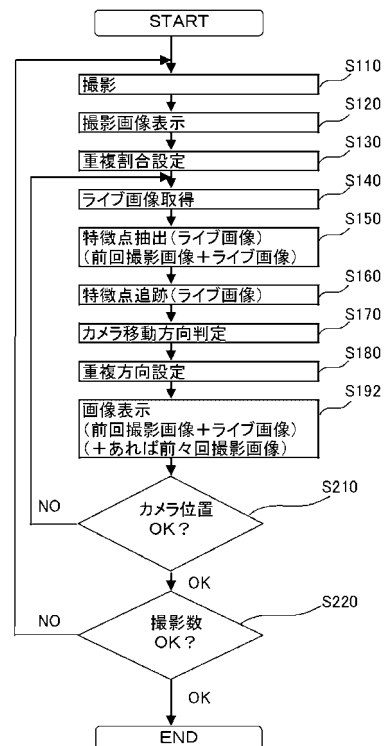 START
S110
撮影
S120
撮影画像表示
S130
重複割合設定
S140
ライブ画像取得
S150
特徴点抽出(ライブ画像)
(前回撮影画像+ライブ画像)
S160
特徴点追跡(ライブ画像)
S170
カメラ移動方向判定
S180
重複方向設定
S192
画像表示
(前回撮影画像+ライブ画像)
(+あれば前々回撮影画像)
S210
NO
カメラ位置
OK?
OK
S220
NO
撮影数
OK?
OK
END